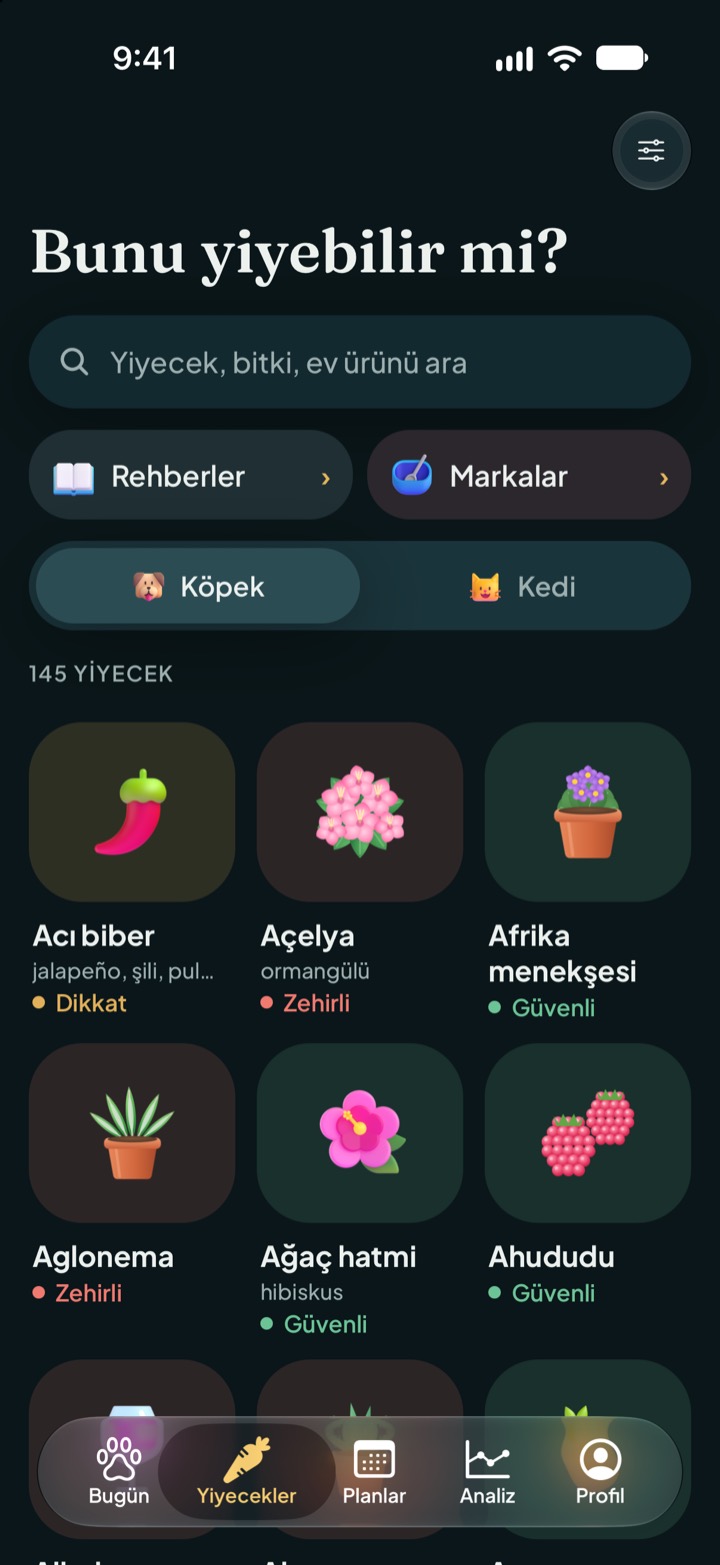 9:41
Bunu yiyebilir mi?
Yiyecek, bitki, ev ürünü ara
Rehberler ›
Markalar ›
Köpek
Kedi
145 YİYECEK
Acı biber
jalapeño, şili, pul...
Dikkat
Açelya
ormangülü
Zehirli
Afrika
menekşesi
Güvenli
Aglonema
Zehirli
Ağaç hatmi
hibiskus
Güvenli
Ahududu
Güvenli
Bugün
Yiyecekler
Planlar
Analiz
Profil